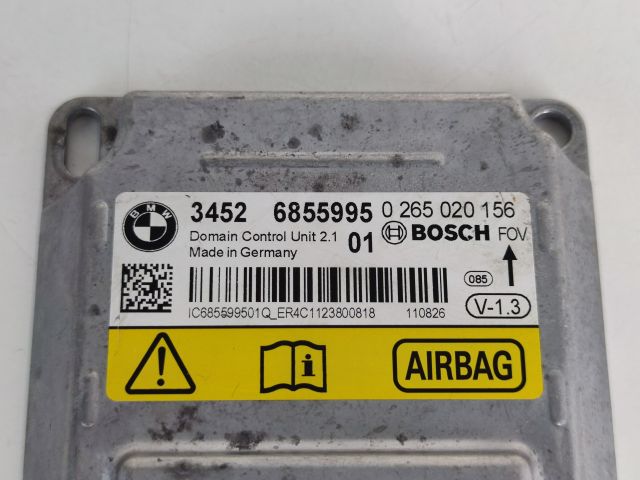 BMW
3452 6855995 0 265 020 156
Domain Control Unit 2.1 01 BOSCH FOV
Made in Germany
085
IC685599501Q_ER4C1123800818 110826
V-1.3
i AIRBAG